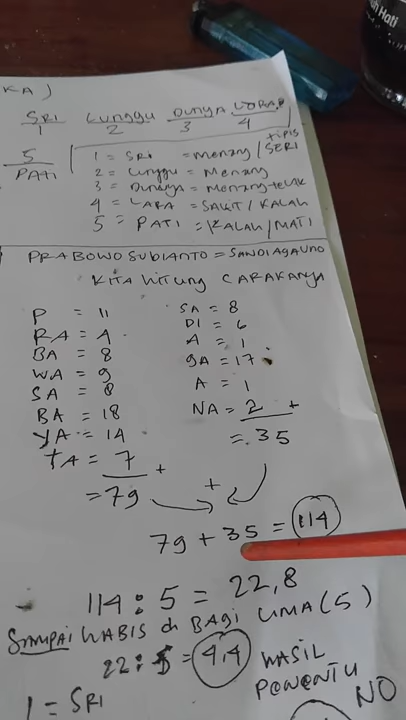 KA)
SRI LUNGGU DUNYA LORAP
1 2 3 4
5
PATI
1 = SRI = MENANG / TIPIS SERI
2 = LUNGGU = MENANG
3 = DUNYA = MENANG TELAK
4 = LARA = SAKIT / KALAH
5 = PATI = KALAH / MATI
PRABOWO SUBIANTO = SANDIAGAUNO
KITA HITUNG CARAKANYA
P = 11
RA = 4
BA = 8
WA = 9
SA = 8
BA = 18
YA = 14
TA = 7 +
= 79
SA = 8
DI = 6
A = 1
gA = 17
A = 1
NA = 2 +
= 35
+
79 + 35 = 114
114 : 5 = 22,8
SAMPAI HABIS di BAGI LIMA (5)
22 : 5 = 4,4 HASIL
PENENTU
NO
1 = SRI
Hati